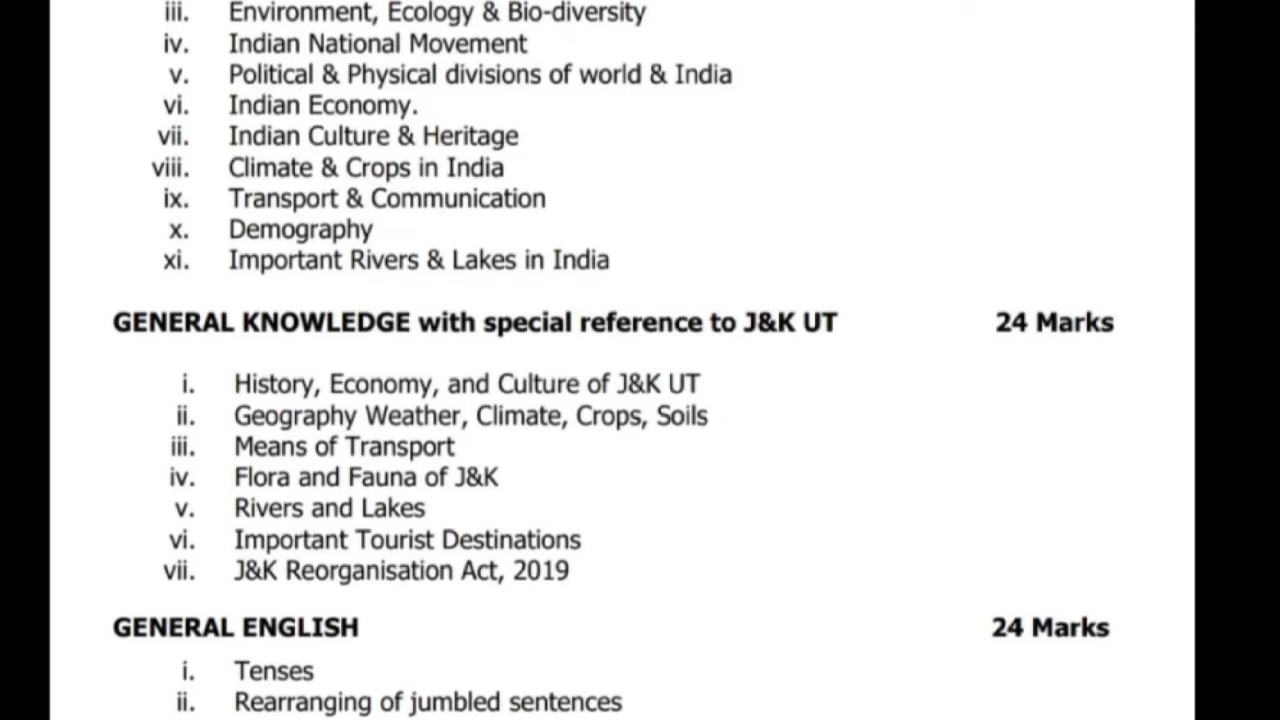 iii. Environment, Ecology & Bio-diversity
iv. Indian National Movement
v. Political & Physical divisions of world & India
vi. Indian Economy.
vii. Indian Culture & Heritage
viii. Climate & Crops in India
ix. Transport & Communication
x. Demography
xi. Important Rivers & Lakes in India
GENERAL KNOWLEDGE with special reference to J&K UT 24 Marks
i. History, Economy, and Culture of J&K UT
ii. Geography Weather, Climate, Crops, Soils
iii. Means of Transport
iv. Flora and Fauna of J&K
v. Rivers and Lakes
vi. Important Tourist Destinations
vii. J&K Reorganisation Act, 2019
GENERAL ENGLISH 24 Marks
i. Tenses
ii. Rearranging of jumbled sentences